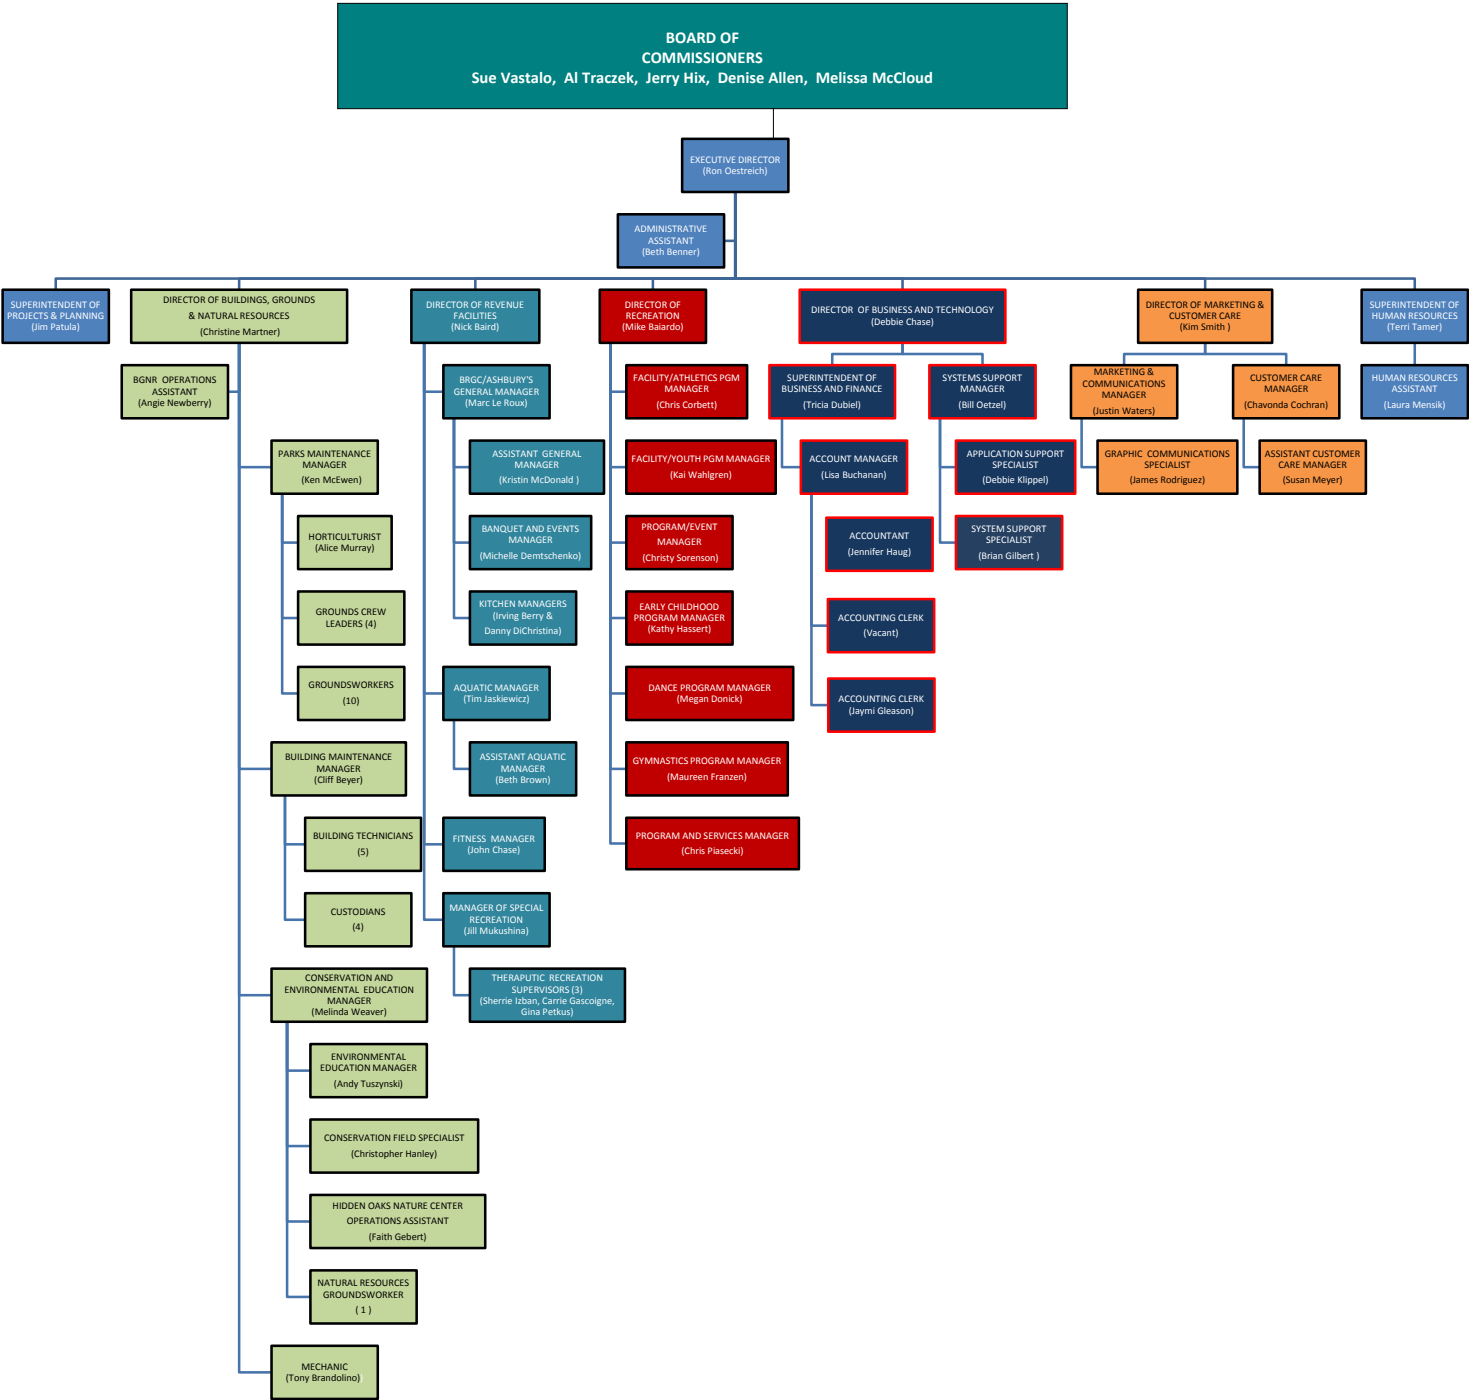 BOARD OF
COMMISSIONERS
Sue Vastalo, Al Traczek, Jerry Hix, Denise Allen, Melissa McCloud
EXECUTIVE DIRECTOR
(Ron Oestreich)
ADMINISTRATIVE
ASSISTANT
(Beth Benner)
SUPERINTENDENT OF
PROJECTS & PLANNING
(Jim Patula)
DIRECTOR OF BUILDINGS, GROUNDS
& NATURAL RESOURCES
(Christine Martner)
BGNR OPERATIONS
ASSISTANT
(Angie Newberry)
PARKS MAINTENANCE
MANAGER
(Ken McEwen)
HORTICULTURIST
(Alice Murray)
GROUNDS CREW
LEADERS (4)
GROUNDSWORKERS
(10)
BUILDING MAINTENANCE
MANAGER
(Cliff Beyer)
BUILDING TECHNICIANS
(5)
CUSTODIANS
(4)
CONSERVATION AND
ENVIRONMENTAL EDUCATION
MANAGER
(Melinda Weaver)
ENVIRONMENTAL
EDUCATION MANAGER
(Andy Tuszynski)
CONSERVATION FIELD SPECIALIST
(Christopher Hanley)
HIDDEN OAKS NATURE CENTER
OPERATIONS ASSISTANT
(Faith Gebert)
NATURAL RESOURCES
GROUNDSWORKER
( 1 )
MECHANIC
(Tony Brandolino)
DIRECTOR OF REVENUE
FACILITIES
(Nick Baird)
BRGC/ASHBURY'S
GENERAL MANAGER
(Marc Le Roux)
ASSISTANT GENERAL
MANAGER
(Kristin McDonald )
BANQUET AND EVENTS
MANAGER
(Michelle Demtschenko)
KITCHEN MANAGERS
(Irving Berry &
Danny DiChristina)
AQUATIC MANAGER
(Tim Jaskiewicz)
ASSISTANT AQUATIC
MANAGER
(Beth Brown)
FITNESS MANAGER
(John Chase)
MANAGER OF SPECIAL
RECREATION
(Jill Mukushina)
THERAPUTIC RECREATION
SUPERVISORS (3)
(Sherrie Izban, Carrie Gascoigne,
Gina Petkus)
DIRECTOR OF
RECREATION
(Mike Baiardo)
FACILITY/ATHLETICS PGM
MANAGER
(Chris Corbett)
FACILITY/YOUTH PGM MANAGER
(Kai Wahlgren)
PROGRAM/EVENT
MANAGER
(Christy Sorenson)
EARLY CHILDHOOD
PROGRAM MANAGER
(Kathy Hassert)
DANCE PROGRAM MANAGER
(Megan Donick)
GYMNASTICS PROGRAM MANAGER
(Maureen Franzen)
PROGRAM AND SERVICES MANAGER
(Chris Piasecki)
DIRECTOR OF BUSINESS AND TECHNOLOGY
(Debbie Chase)
SUPERINTENDENT OF
BUSINESS AND FINANCE
(Tricia Dubiel)
ACCOUNT MANAGER
(Lisa Buchanan)
ACCOUNTANT
(Jennifer Haug)
ACCOUNTING CLERK
(Vacant)
ACCOUNTING CLERK
(Jaymi Gleason)
SYSTEMS SUPPORT
MANAGER
(Bill Oetzel)
APPLICATION SUPPORT
SPECIALIST
(Debbie Klippel)
SYSTEM SUPPORT
SPECIALIST
(Brian Gilbert )
DIRECTOR OF MARKETING &
CUSTOMER CARE
(Kim Smith )
MARKETING &
COMMUNICATIONS
MANAGER
(Justin Waters)
GRAPHIC COMMUNICATIONS
SPECIALIST
(James Rodriguez)
CUSTOMER CARE
MANAGER
(Chavonda Cochran)
ASSISTANT CUSTOMER
CARE MANAGER
(Susan Meyer)
SUPERINTENDENT OF
HUMAN RESOURCES
(Terri Tamer)
HUMAN RESOURCES
ASSISTANT
(Laura Mensik)